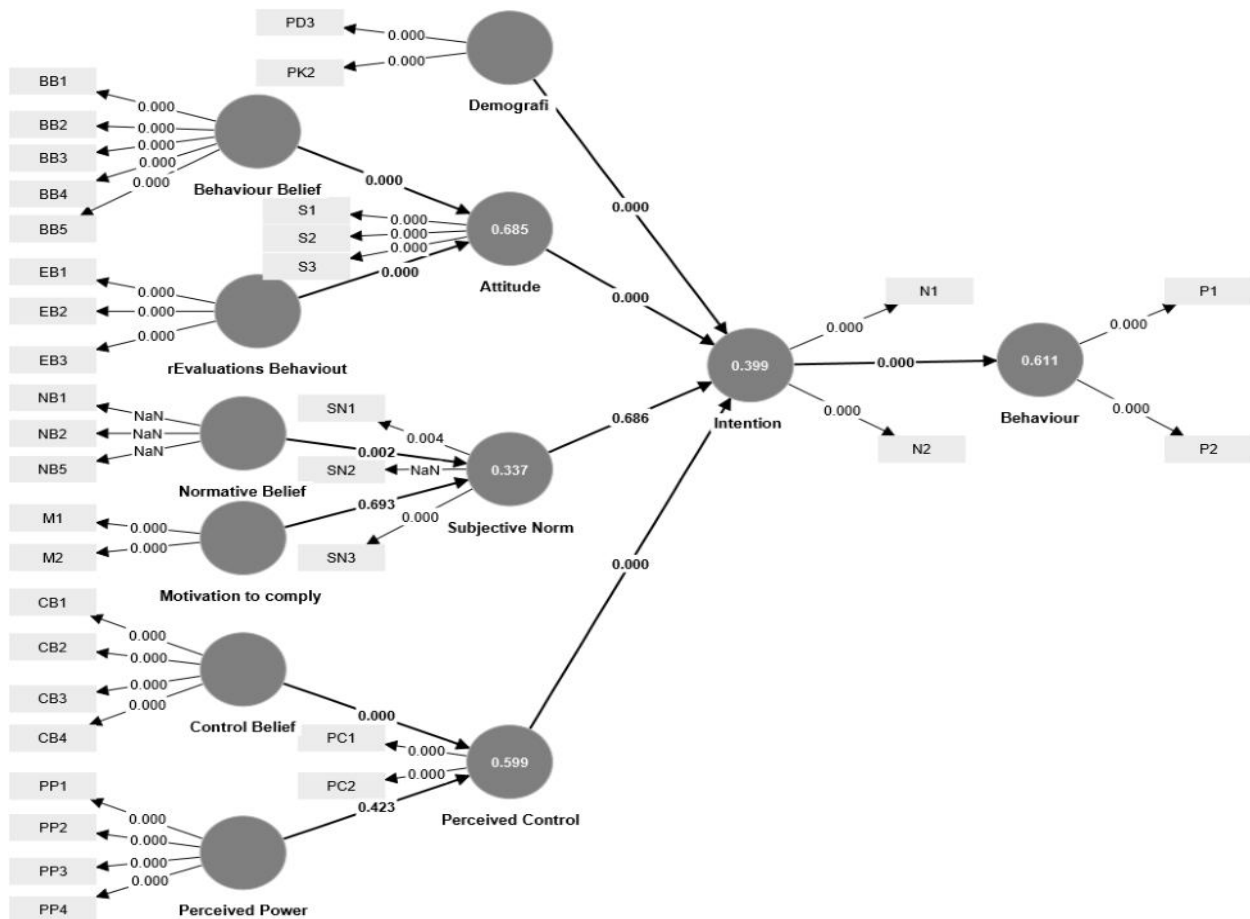 PD3
0.000
PK2
0.000
Demografi
BB1
0.000
BB2
0.000
BB3
0.000
BB4
0.000
BB5
0.000
Behaviour Belief
0.000
S1
0.000
S2
0.000
S3
0.000
0.685
Attitude
0.000
0.000
EB1
0.000
EB2
0.000
EB3
0.000
rEvaluations Behaviout
0.000
N1
0.000
N2
0.000
0.399
Intention
0.000
P1
0.000
P2
0.000
0.611
Behaviour
NB1
NaN
NB2
NaN
NB5
NaN
Normative Belief
0.002
SN1
0.004
SN2
NaN
SN3
0.000
0.337
Subjective Norm
0.686
M1
0.000
M2
0.000
Motivation to comply
0.693
CB1
0.000
CB2
0.000
CB3
0.000
CB4
0.000
Control Belief
0.000
PC1
0.000
PC2
0.000
0.599
Perceived Control
0.000
PP1
0.000
PP2
0.000
PP3
0.000
PP4
0.000
Perceived Power
0.423